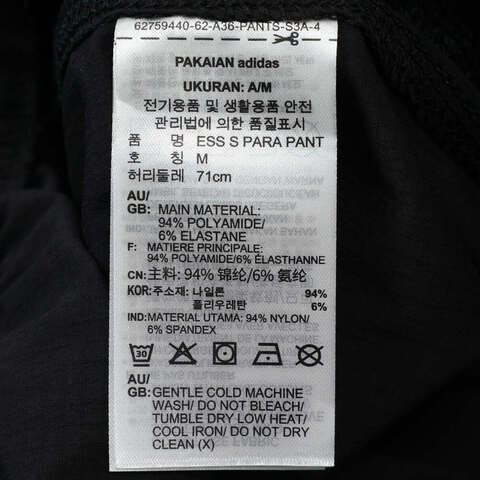 62759440-62-A36-PANTS-S3A-4
PAKAIAN adidas
UKURAN: A/M
전기용품 및 생활용품 안전
관리법에 의한 품질표시
품 명 ESS S PARA PANT
호 칭 M
허리둘레 71cm
AU/
GB: MAIN MATERIAL:
94% POLYAMIDE/
6% ELASTANE
F: MATIERE PRINCIPALE:
94% POLYAMIDE/6% ÉLASTHANNE
CN: 主料: 94% 锦纶/6% 氨纶
KOR: 주소재: 나일론 94%
폴리우레탄 6%
IND: MATERIAL UTAMA: 94% NYLON/
6% SPANDEX
30
AU/
GB: GENTLE COLD MACHINE
WASH/ DO NOT BLEACH/
TUMBLE DRY LOW HEAT/
COOL IRON/ DO NOT DRY
CLEAN (X)